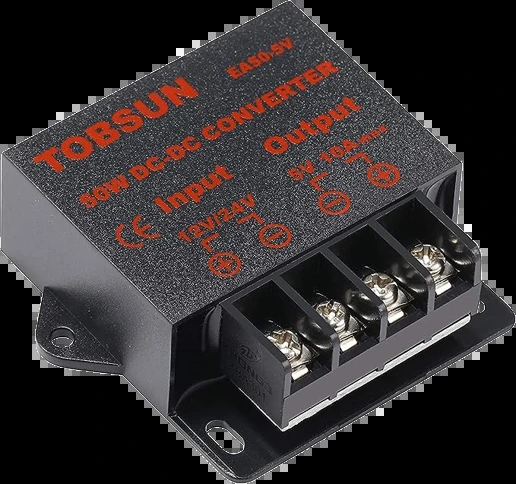 TOBSUN EA50-5V
50W DC-DC CONVERTER
CE Input Output
12V/24V 5V 10A